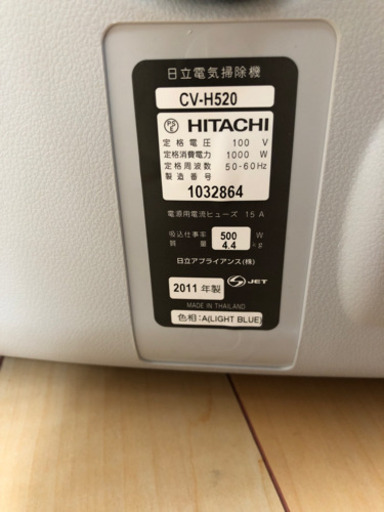 日立電気掃除機
CV-H520
PS
E
HITACHI
定格電圧 100 V
定格消費電力 1000 W
定格周波数 50-60 Hz
製造番号
1032864
電源用電流ヒューズ 15 A
吸込仕事率 500 W
質量 4.4 kg
日立アプライアンス(株)
2011 年製 S JET
MADE IN THAILAND
色相:A(LIGHT BLUE)